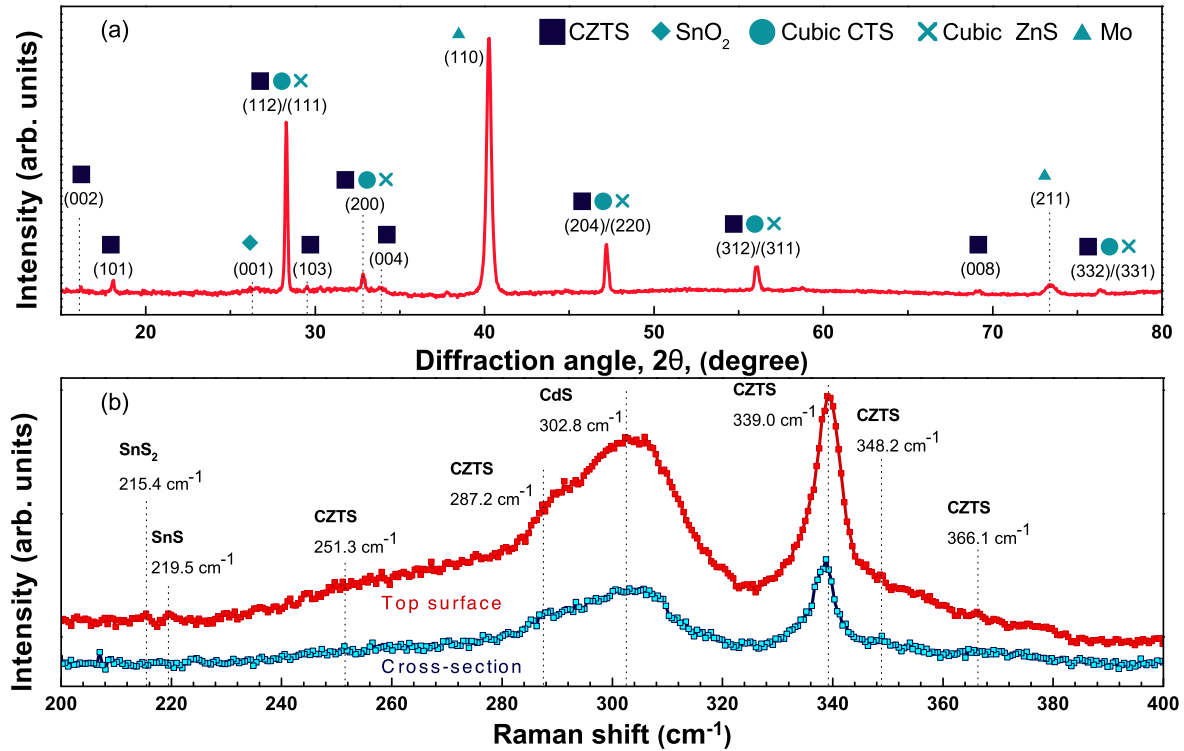 (a)
CZTS
SnO2
Cubic CTS
Cubic ZnS
Mo
(110)
(112)/(111)
(002)
(200)
(211)
(101)
(001)
(103)
(004)
(204)/(220)
(312)/(311)
(008)
(332)/(331)
Intensity (arb. units)
20 30 40 50 60 70 80
Diffraction angle, 2θ, (degree)
(b)
CdS
302.8 cm-1
CZTS
339.0 cm-1
CZTS
348.2 cm-1
SnS2
215.4 cm-1
CZTS
287.2 cm-1
SnS
219.5 cm-1
CZTS
251.3 cm-1
CZTS
366.1 cm-1
Top surface
Cross-section
Intensity (arb. units)
200 220 240 260 280 300 320 340 360 380 400
Raman shift (cm-1)